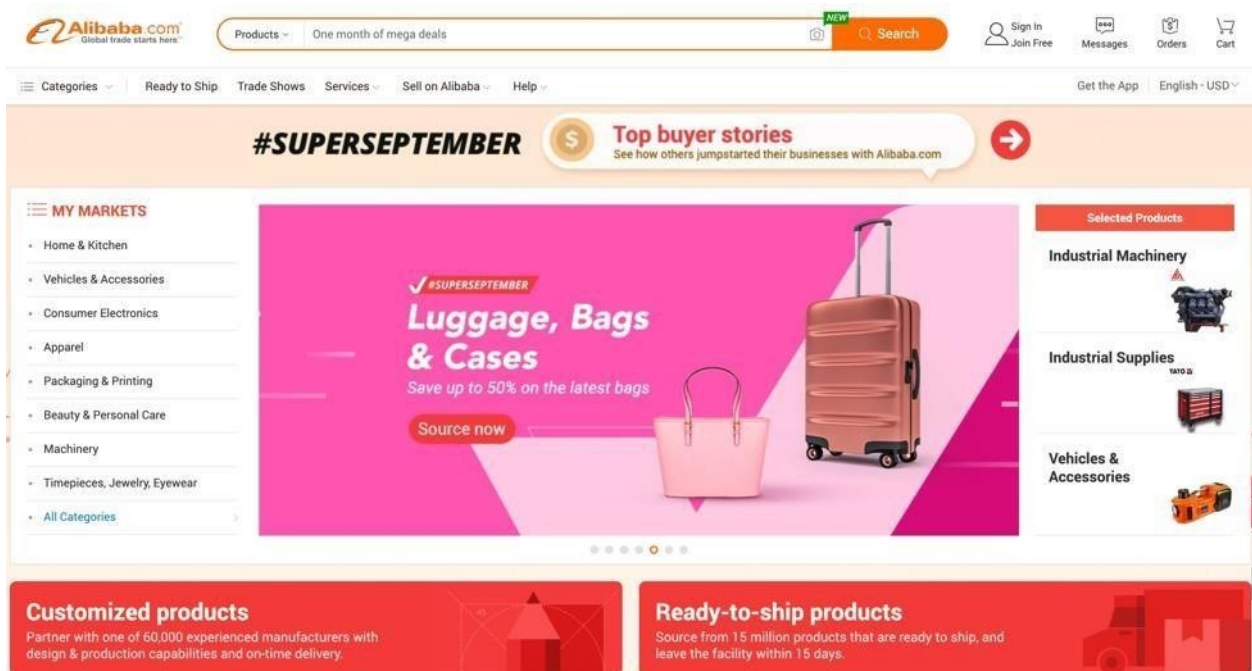 Alibaba.com
Global trade starts here™
Products
One month of mega deals
NEW
Search
Sign In
Join Free
Messages
Orders
Cart
Categories
Ready to Ship
Trade Shows
Services
Sell on Alibaba
Help
Get the App
English - USD
#SUPERSEPTEMBER
Top buyer stories
See how others jumpstarted their businesses with Alibaba.com
MY MARKETS
Home & Kitchen
Vehicles & Accessories
Consumer Electronics
Apparel
Packaging & Printing
Beauty & Personal Care
Machinery
Timepieces, Jewelry, Eyewear
All Categories
#SUPERSEPTEMBER
Luggage, Bags
& Cases
Save up to 50% on the latest bags
Source now
Selected Products
Industrial Machinery
Industrial Supplies
YATO
Vehicles &
Accessories
Customized products
Partner with one of 60,000 experienced manufacturers with
design & production capabilities and on-time delivery.
Ready-to-ship products
Source from 15 million products that are ready to ship, and
leave the facility within 15 days.